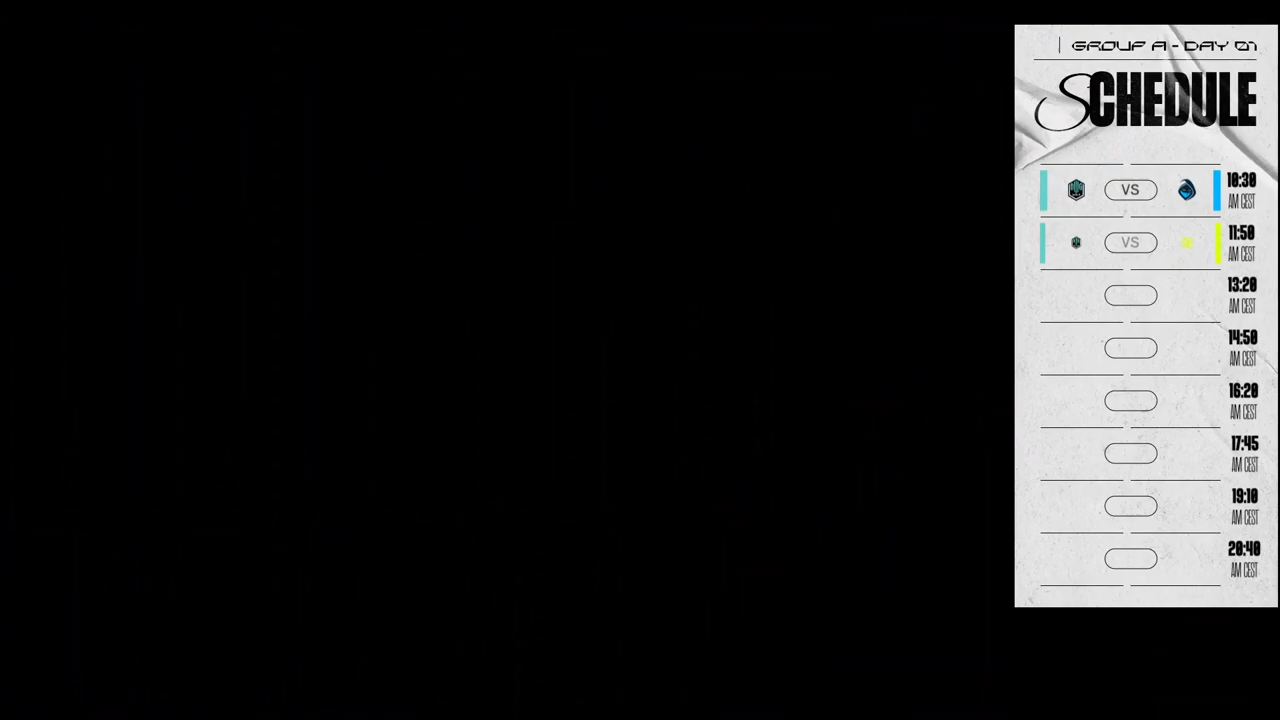 GROUP A - DAY 01
SCHEDULE
VS
10:30
AM CEST
VS
11:50
AM CEST
13:20
AM CEST
14:50
AM CEST
16:20
AM CEST
17:45
AM CEST
19:10
AM CEST
20:40
AM CEST